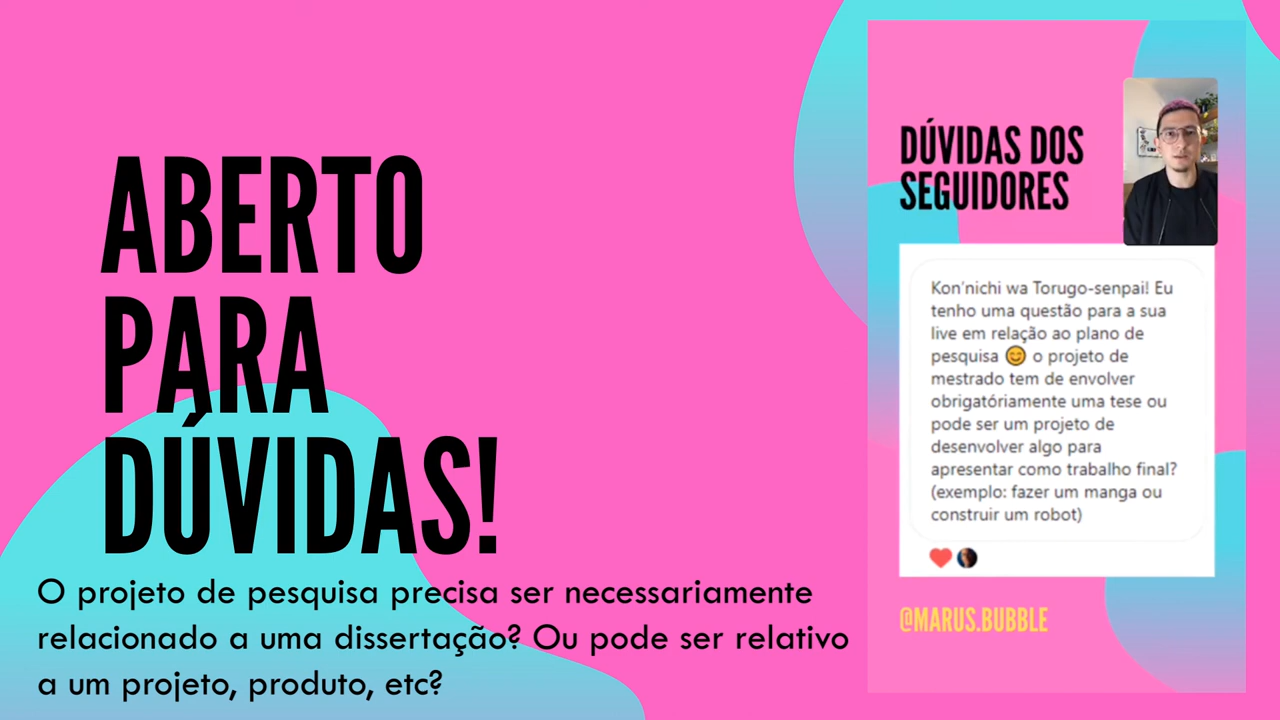 ABERTO
PARA
DÚVIDAS!
O projeto de pesquisa precisa ser necessariamente
relacionado a uma dissertação? Ou pode ser relativo
a um projeto, produto, etc?
DÚVIDAS DOS
SEGUIDORES
Kon'nichi wa Torugo-senpai! Eu
tenho uma questão para a sua
live em relação ao plano de
pesquisa 😊 o projeto de
mestrado tem de envolver
obrigatóriamente uma tese ou
pode ser um projeto de
desenvolver algo para
apresentar como trabalho final?
(exemplo: fazer um manga ou
construir um robot)
@MARUS.BUBBLE